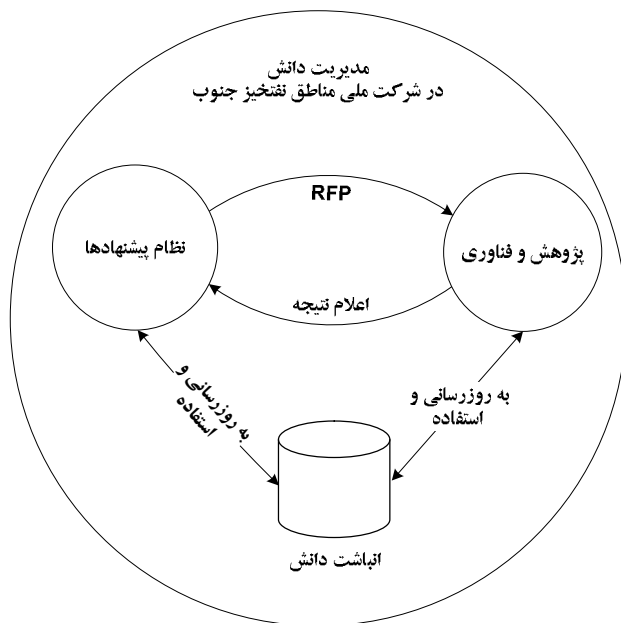 مدیریت دانش
در شرکت ملی مناطق نفتخیز جنوب
RFP
پژوهش و فناوری
نظام پیشنهادها
اعلام نتیجه
به روزرسانی و
استفاده
به روزرسانی و
استفاده
انباشت دانش